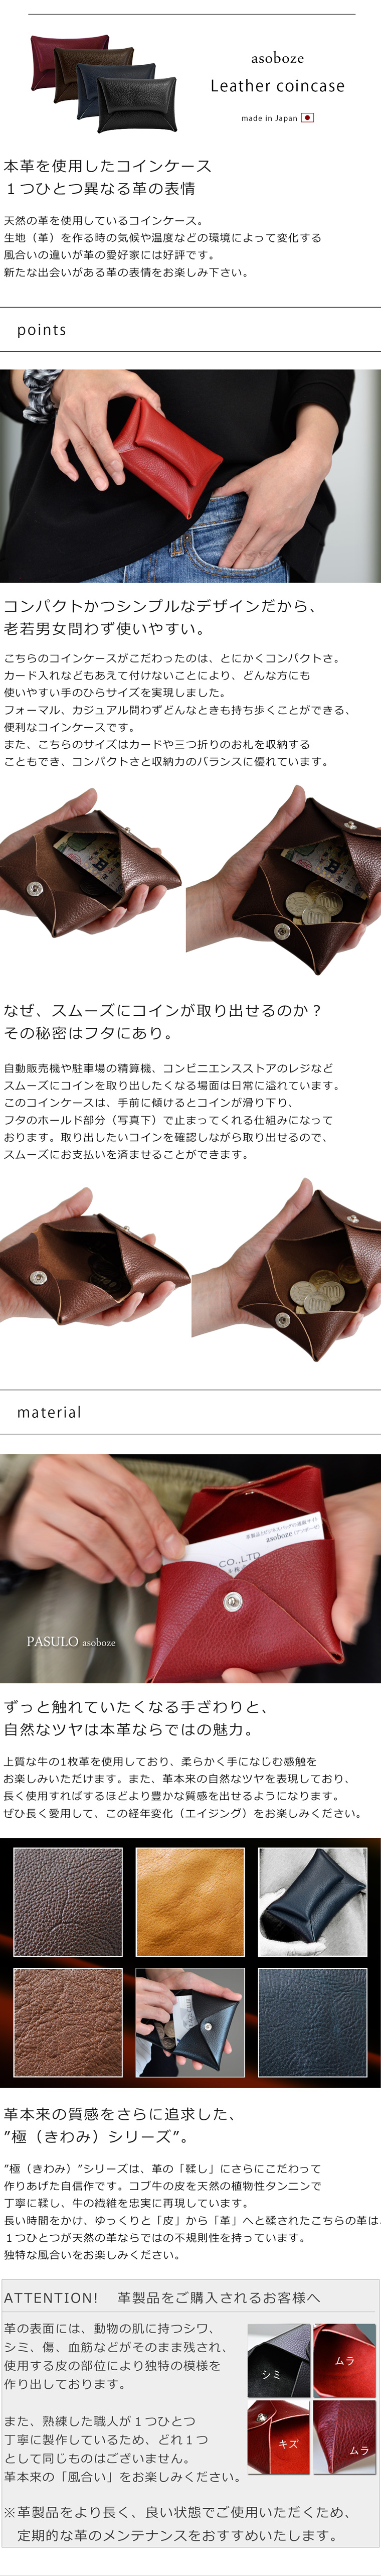 asoboze
Leather coincase
made in Japan
本革を使用したコインケース
１つひとつ異なる革の表情
天然の革を使用しているコインケース。
生地（革）を作る時の気候や温度などの環境によって変化する
風合いの違いが革の愛好家には好評です。
新たな出会いがある革の表情をお楽しみ下さい。
points
コンパクトかつシンプルなデザインだから、
老若男女問わず使いやすい。
こちらのコインケースがこだわったのは、とにかくコンパクトさ。
カード入れなどもあえて付けないことにより、どんな方にも
使いやすい手のひらサイズを実現しました。
フォーマル、カジュアル問わずどんなときも持ち歩くことができる、
便利なコインケースです。
また、こちらのサイズはカードや三つ折りのお札を収納する
こともでき、コンパクトさと収納力のバランスに優れています。
なぜ、スムーズにコインが取り出せるのか？
その秘密はフタにあり。
自動販売機や駐車場の精算機、コンビニエンスストアのレジなど
スムーズにコインを取り出したくなる場面は日常に溢れています。
このコインケースは、手前に傾けるとコインが滑り下り、
フタのホールド部分（写真下）で止まってくれる仕組みになって
おります。取り出したいコインを確認しながら取り出せるので、
スムーズにお支払いを済ませることができます。
material
asoboze
CO.,LTD
PASULO asoboze
ずっと触れていたくなる手ざわりと、
自然なツヤは本革ならではの魅力。
上質な牛の1枚革を使用しており、柔らかく手になじむ感触を
お楽しみいただけます。また、革本来の自然なツヤを表現しており、
長く使用すればするほどより豊かな質感を出せるようになります。
ぜひ長く愛用して、この経年変化（エイジング）をお楽しみください。
革本来の質感をさらに追求した、
”極（きわみ）シリーズ”。
”極（きわみ）”シリーズは、革の「鞣し」にさらにこだわって
作りあげた自信作です。コブ牛の皮を天然の植物性タンニンで
丁寧に鞣し、牛の繊維を忠実に再現しています。
長い時間をかけ、ゆっくりと「皮」から「革」へと鞣されたこちらの革は、
１つひとつが天然の革ならではの不規則性を持っています。
独特な風合いをお楽しみください。
ATTENTION!　革製品をご購入されるお客様へ
革の表面には、動物の肌に持つシワ、
シミ、傷、血筋などがそのまま残され、
使用する皮の部位により独特の模様を
作り出しております。
シミ
ムラ
キズ
ムラ
また、熟練した職人が１つひとつ
丁寧に製作しているため、どれ１つ
として同じものはございません。
革本来の「風合い」をお楽しみください。
※革製品をより長く、良い状態でご使用いただくため、
定期的な革のメンテナンスをおすすめいたします。